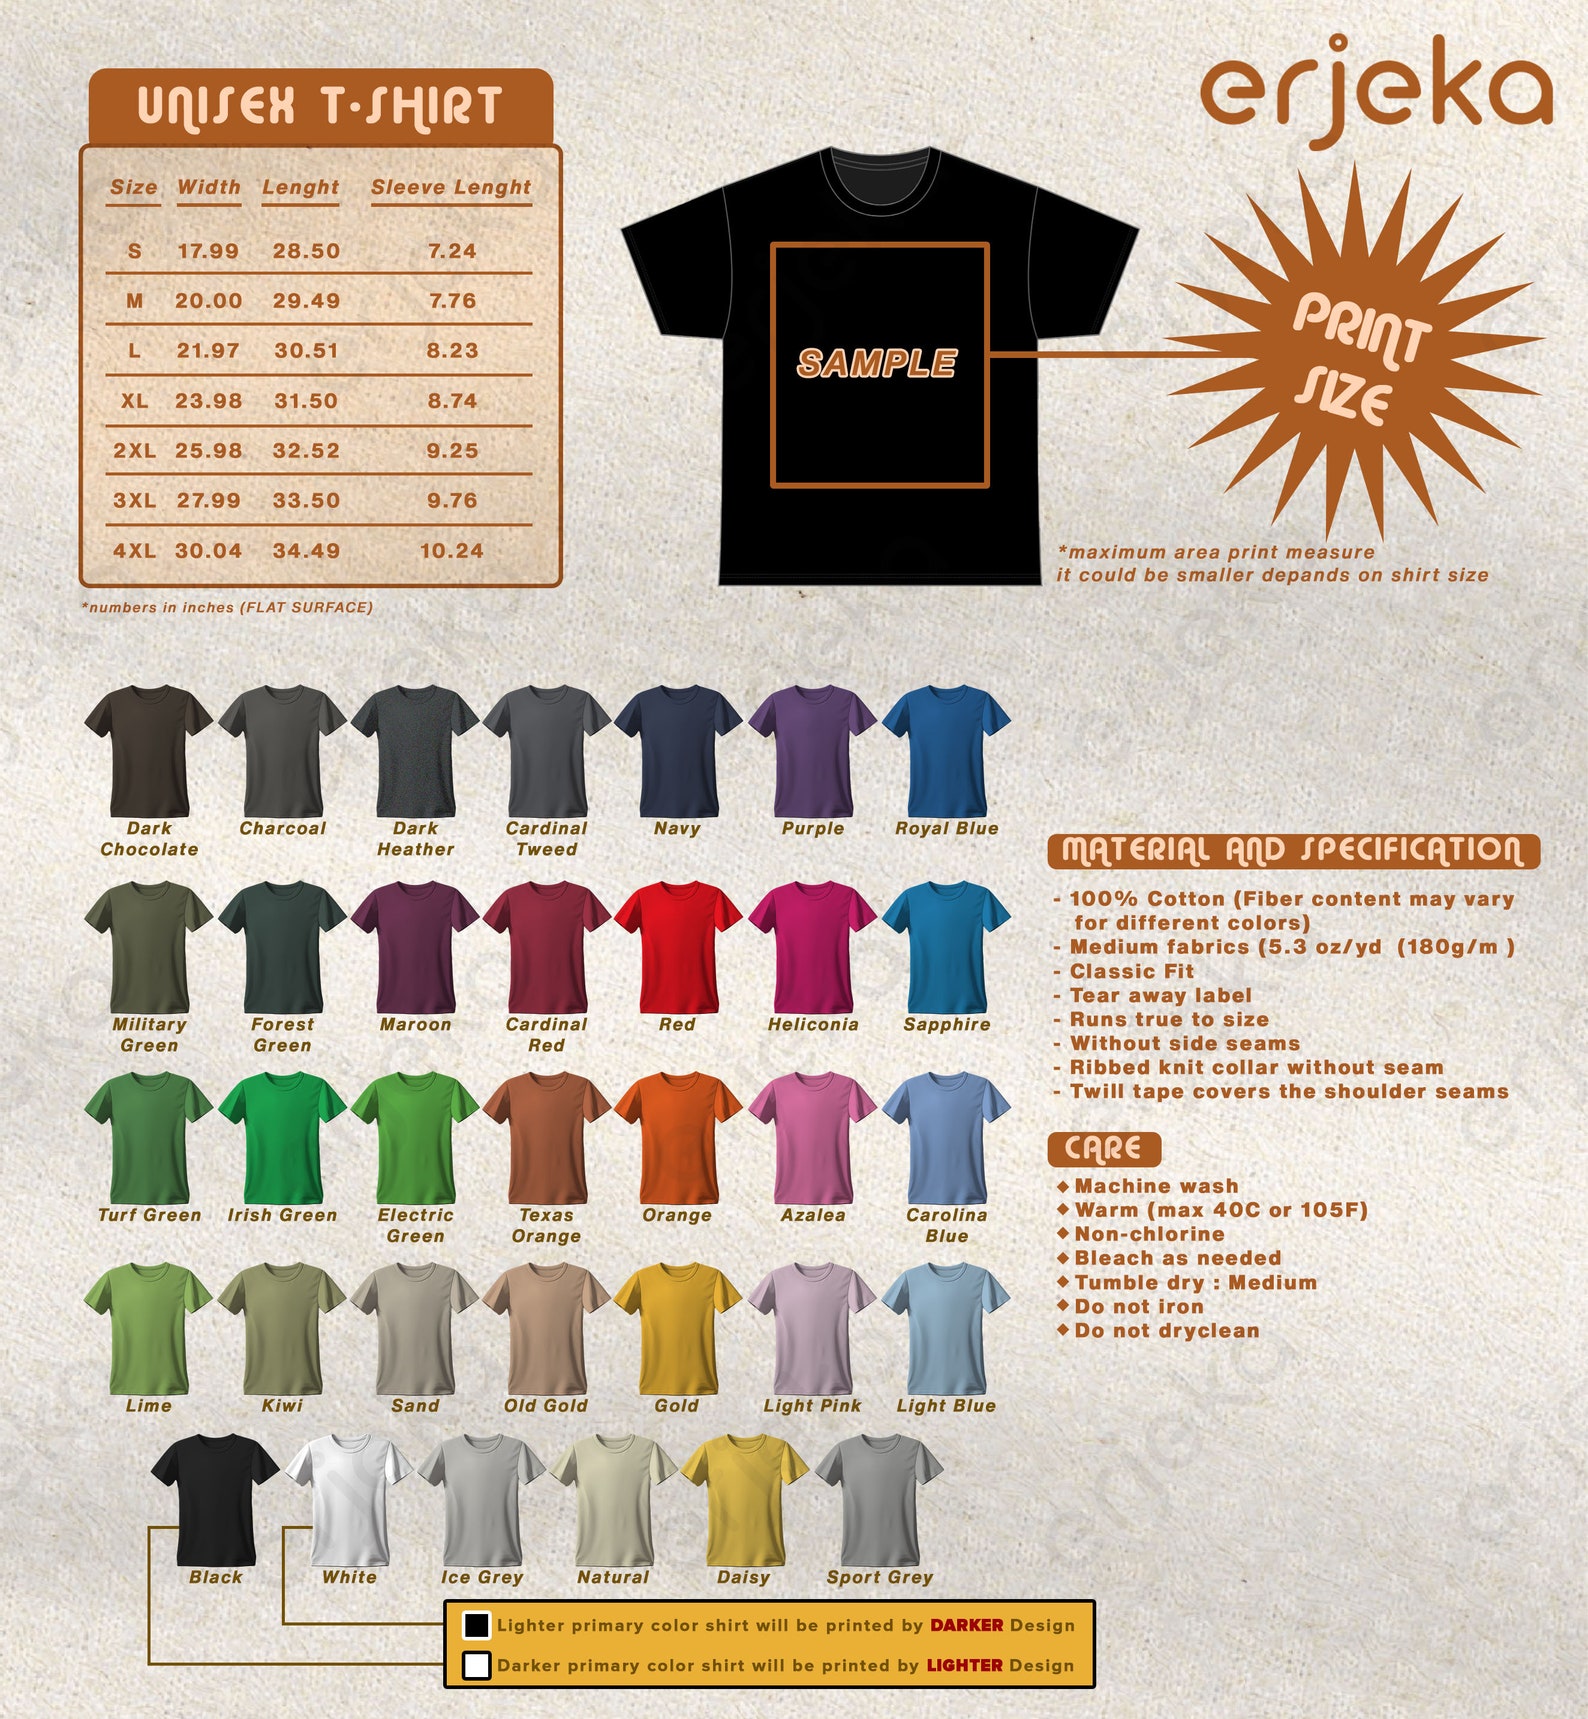 erjeka
UNISEX T-SHIRT
Size Width Lenght Sleeve Lenght
S 17.99 28.50 7.24
M 20.00 29.49 7.76
L 21.97 30.51 8.23
XL 23.98 31.50 8.74
2XL 25.98 32.52 9.25
3XL 27.99 33.50 9.76
4XL 30.04 34.49 10.24
*numbers in inches (FLAT SURFACE)
SAMPLE
PRINT
SIZE
*maximum area print measure
it could be smaller depands on shirt size
Dark Chocolate
Charcoal
Dark Heather
Cardinal Tweed
Navy
Purple
Royal Blue
Military Green
Forest Green
Maroon
Cardinal Red
Red
Heliconia
Sapphire
Turf Green
Irish Green
Electric Green
Texas Orange
Orange
Azalea
Carolina Blue
Lime
Kiwi
Sand
Old Gold
Gold
Light Pink
Light Blue
Black
White
Ice Grey
Natural
Daisy
Sport Grey
Lighter primary color shirt will be printed by DARKER Design
Darker primary color shirt will be printed by LIGHTER Design
MATERIAL AND SPECIFICATION
- 100% Cotton (Fiber content may vary
for different colors)
- Medium fabrics (5.3 oz/yd (180g/m )
- Classic Fit
- Tear away label
- Runs true to size
- Without side seams
- Ribbed knit collar without seam
- Twill tape covers the shoulder seams
CARE
◆Machine wash
◆Warm (max 40C or 105F)
◆Non-chlorine
◆Bleach as needed
◆Tumble dry : Medium
◆Do not iron
◆Do not dryclean